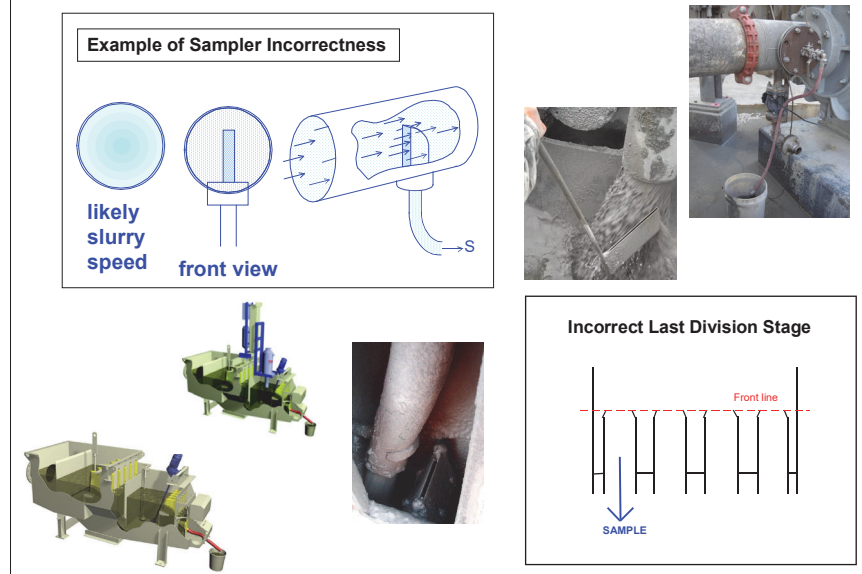 Example of Sampler Incorrectness
likely
slurry
speed
front view
S
Incorrect Last Division Stage
Front line
SAMPLE